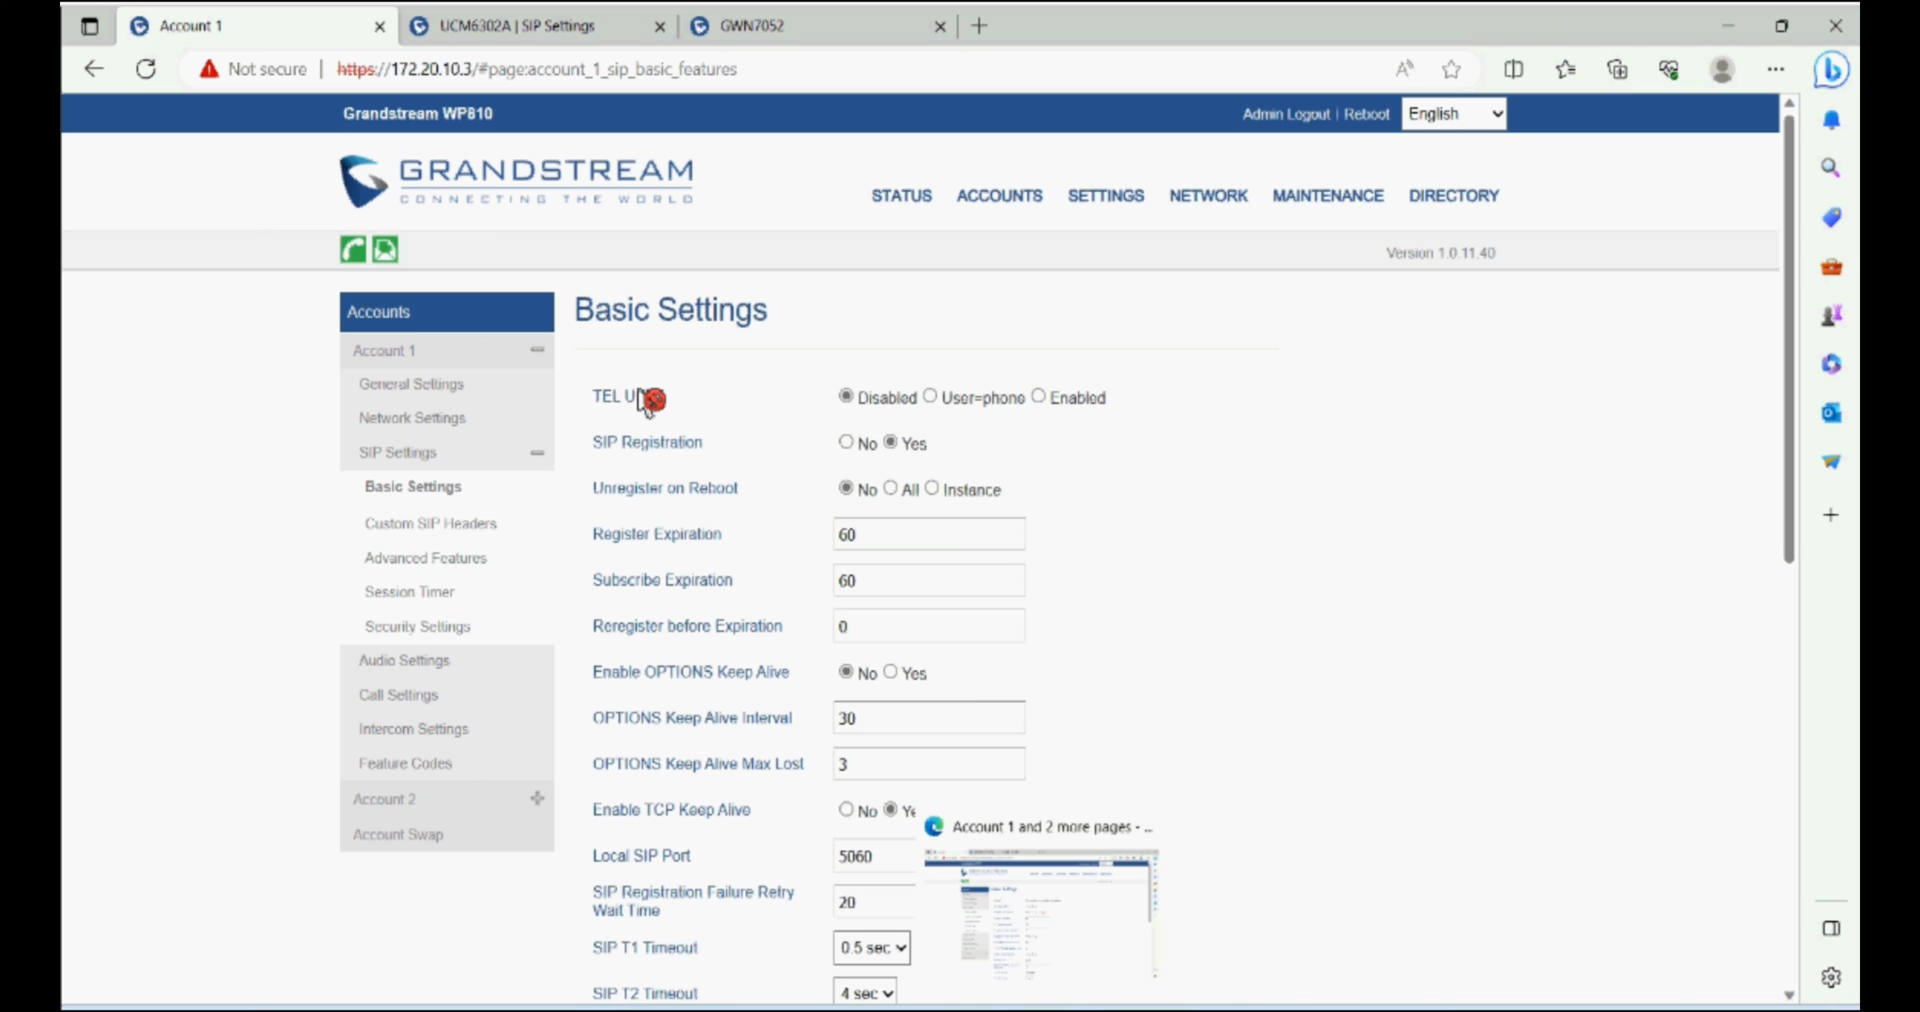 Account 1
UCM6302A | SIP Settings
GWN7052
Not secure
https://172.20.10.3/#page:account_1_sip_basic_features
Grandstream WP810
Admin Logout | Reboot
English
GRANDSTREAM
CONNECTING THE WORLD
STATUS
ACCOUNTS
SETTINGS
NETWORK
MAINTENANCE
DIRECTORY
Version 1.0.11.40
Accounts
Account 1
General Settings
Network Settings
SIP Settings
Basic Settings
Custom SIP Headers
Advanced Features
Session Timer
Security Settings
Audio Settings
Call Settings
Intercom Settings
Feature Codes
Account 2
Account Swap
Basic Settings
TEL
Disabled User=phone Enabled
SIP Registration
No Yes
Unregister on Reboot
No All Instance
Register Expiration
60
Subscribe Expiration
60
Reregister before Expiration
0
Enable OPTIONS Keep Alive
No Yes
OPTIONS Keep Alive Interval
30
OPTIONS Keep Alive Max Lost
3
Enable TCP Keep Alive
No
Account 1 and 2 more pages - ...
Local SIP Port
5060
SIP Registration Failure Retry
Wait Time
20
SIP T1 Timeout
0.5 sec
SIP T2 Timeout
4 sec